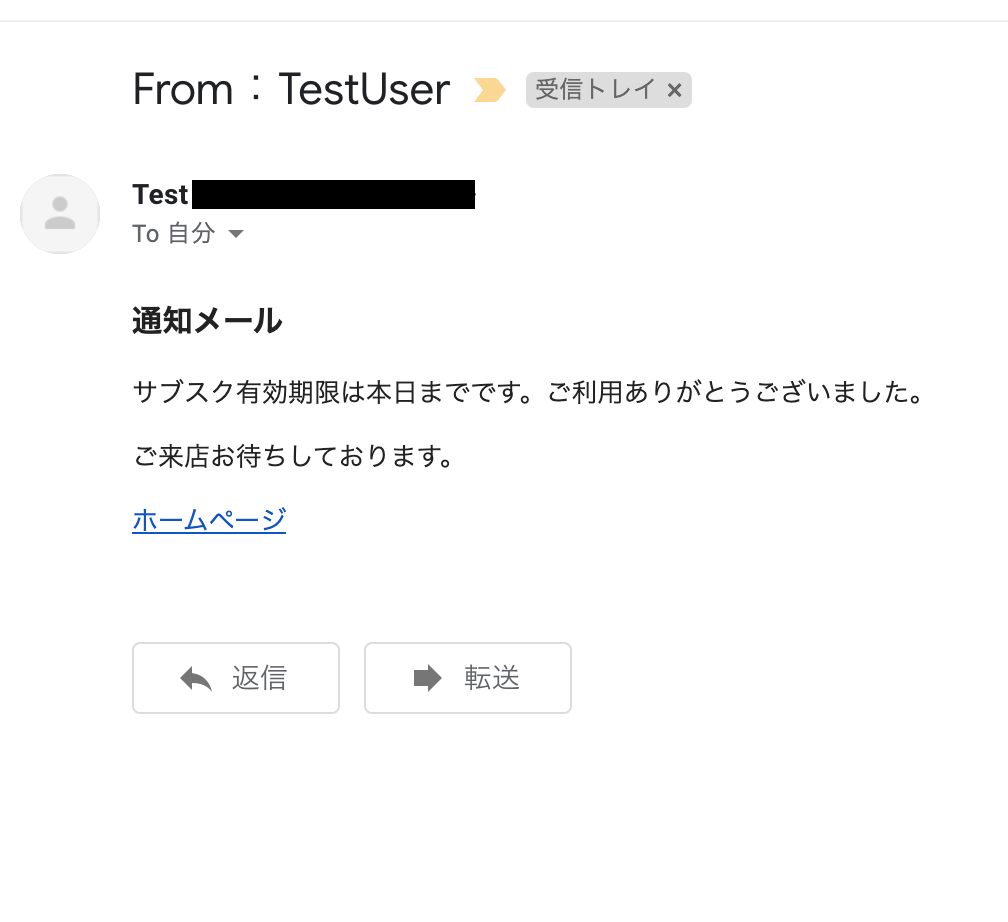 From：TestUser 受信トレイ ×
Test
To 自分
通知メール
サブスク有効期限は本日までです。ご利用ありがとうございました。
ご来店お待ちしております。
ホームページ
返信 転送